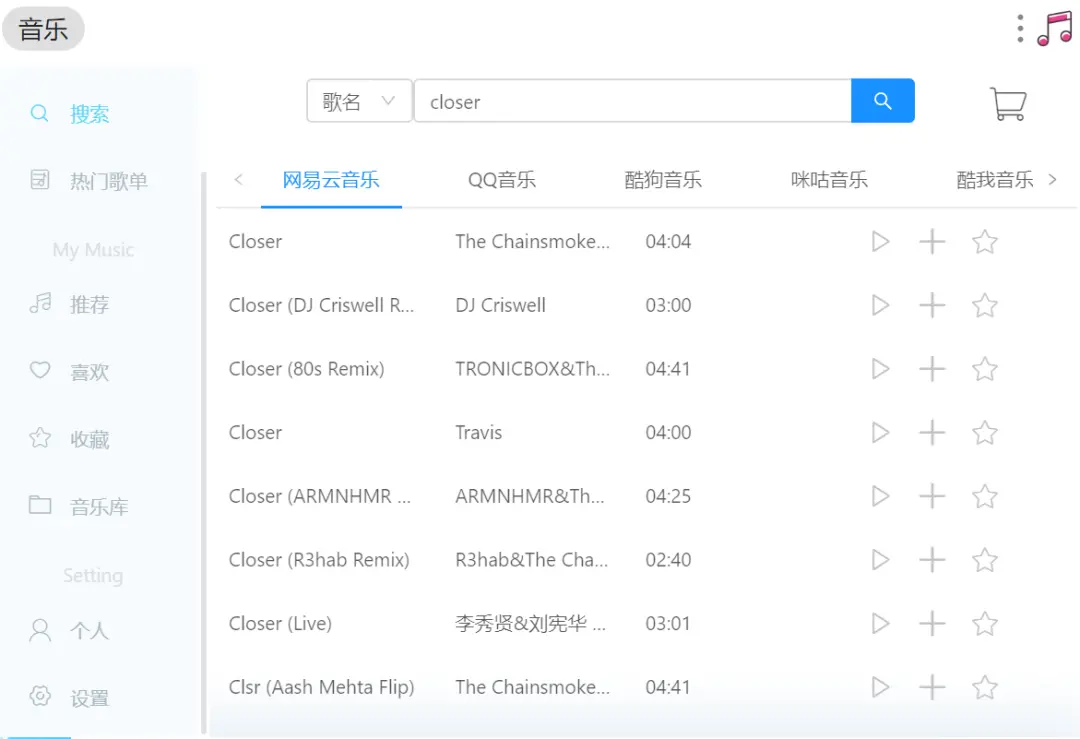 音乐
搜索
热门歌单
My Music
推荐
喜欢
收藏
音乐库
Setting
个人
设置
歌名 closer
网易云音乐 QQ音乐 酷狗音乐 咪咕音乐 酷我音乐
Closer The Chainsmoke... 04:04
Closer (DJ Criswell R... DJ Criswell 03:00
Closer (80s Remix) TRONICBOX&Th... 04:41
Closer Travis 04:00
Closer (ARMNHMR ... ARMNHMR&Th... 04:25
Closer (R3hab Remix) R3hab&The Cha... 02:40
Closer (Live) 李秀贤&刘宪华 ... 03:01
Clsr (Aash Mehta Flip) The Chainsmoke... 04:41